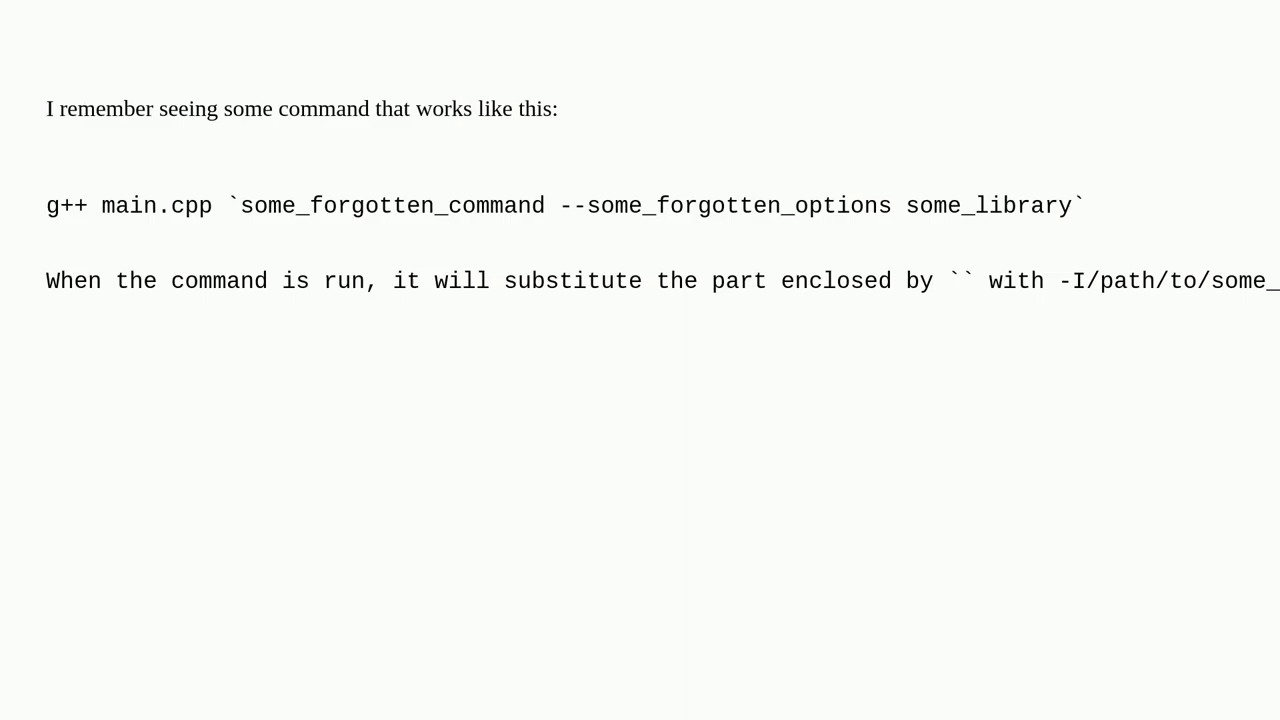 I remember seeing some command that works like this:
g++ main.cpp `some_forgotten_command --some_forgotten_options some_library`
When the command is run, it will substitute the part enclosed by `` with -I/path/to/some_